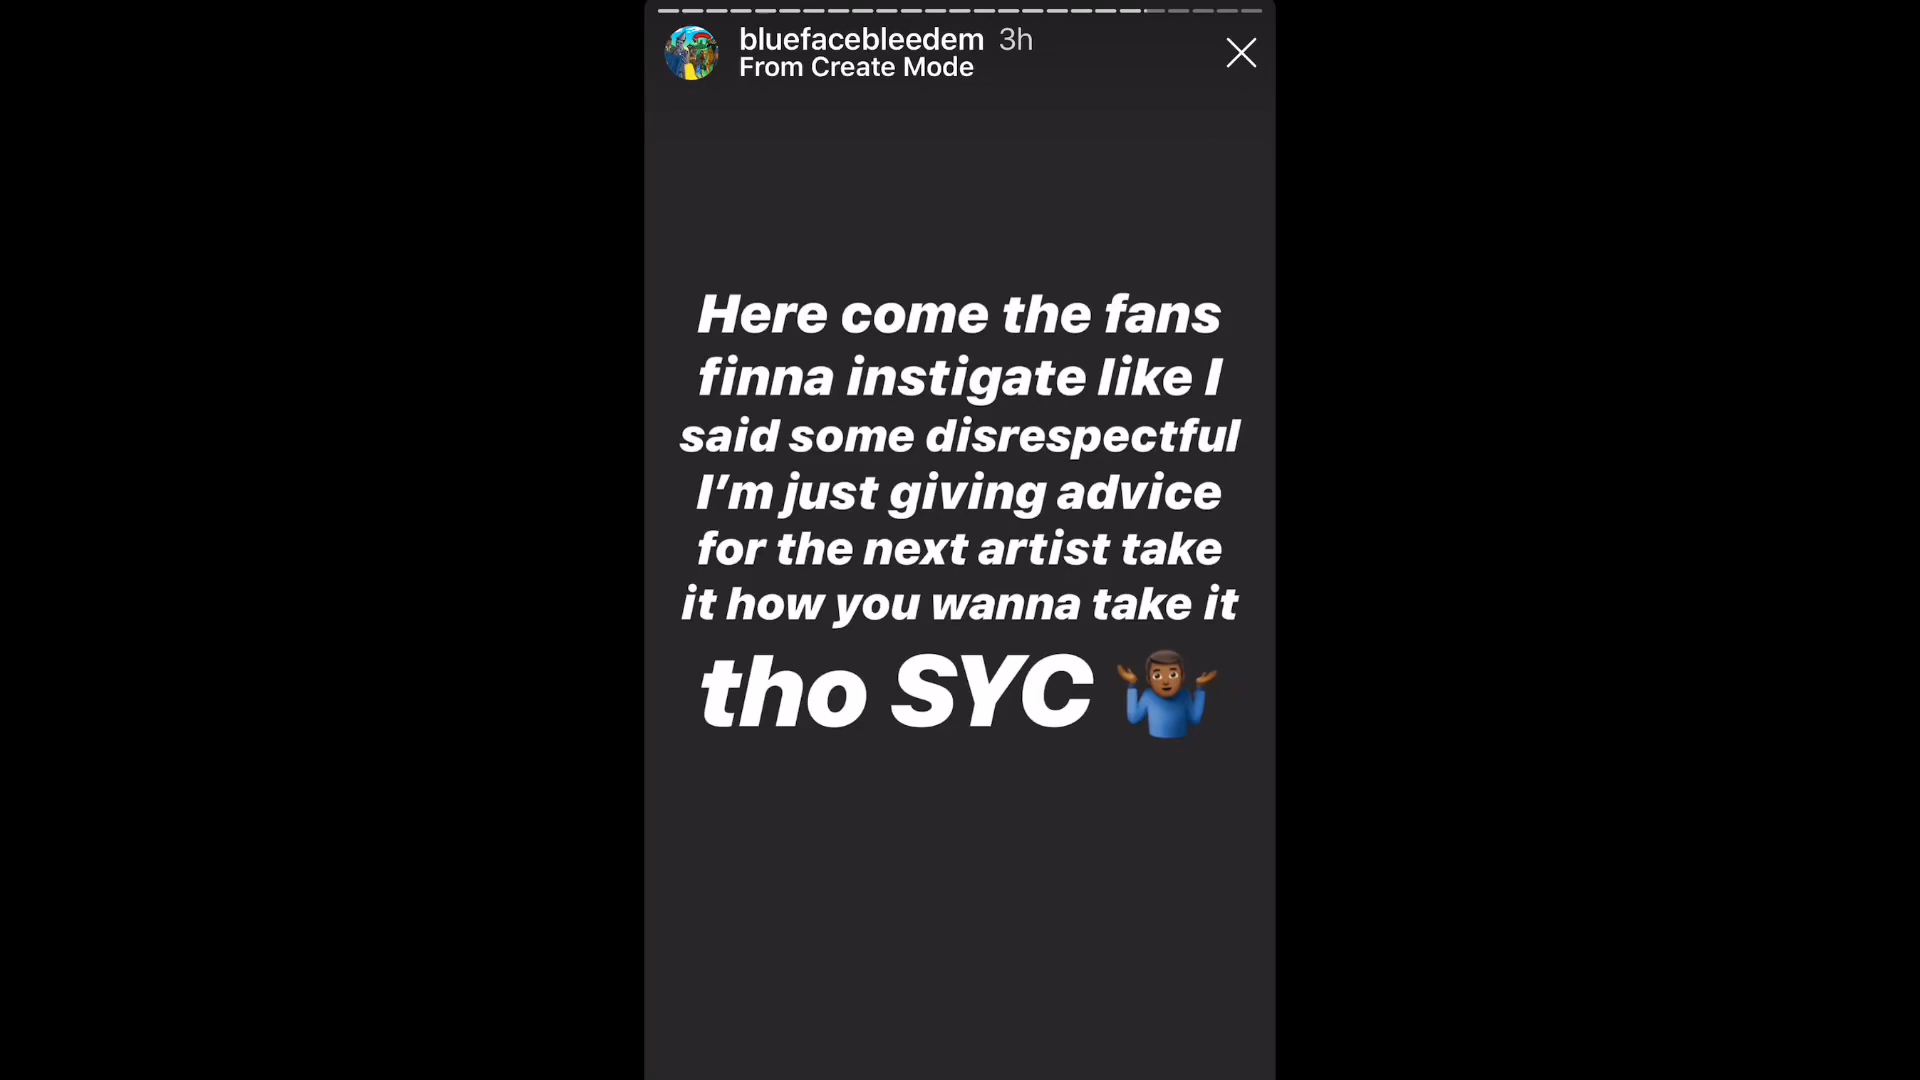 bluefacebleedem 3h
From Create Mode
Here come the fans
finna instigate like I
said some disrespectful
I’m just giving advice
for the next artist take
it how you wanna take it
tho SYC 🤷🏾‍♂️